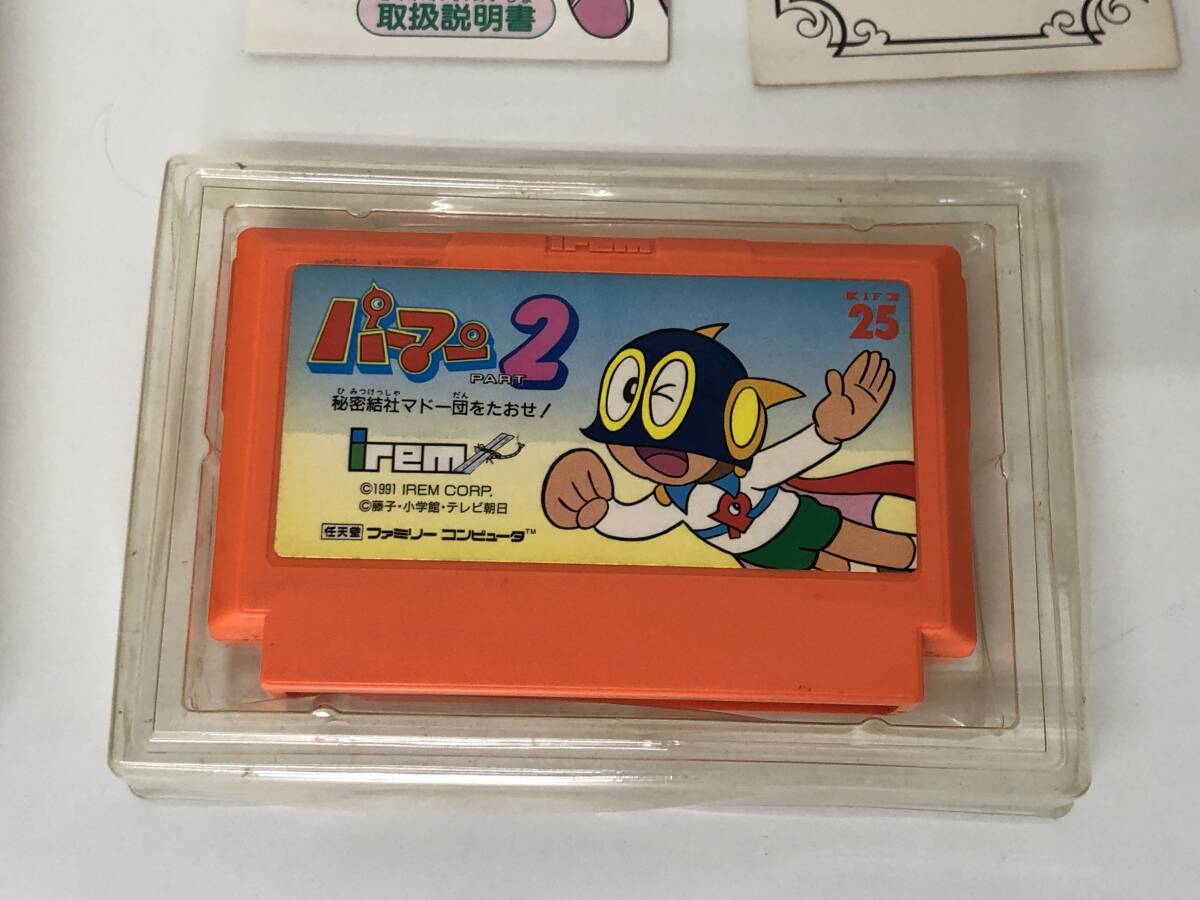 取扱説明書
irem
パーマン
PART 2
IF
25
ひみつけっしゃ だん
秘密結社マドー団をたおせ!
irem
©1991 IREM CORP.
©藤子・小学館・テレビ朝日
任天堂 ファミリーコンピュータ™
P